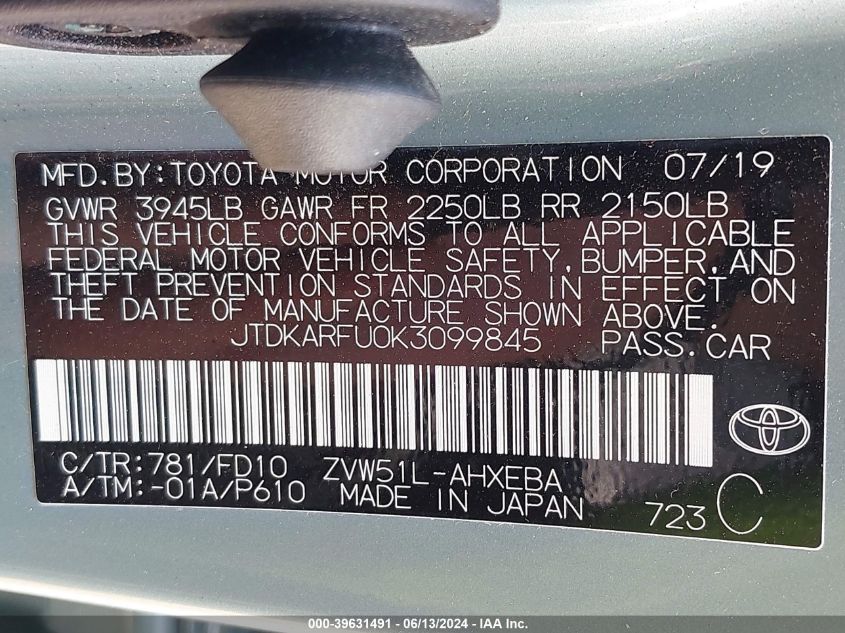 MFD.BY:TOYOTA MOTOR CORPORATION 07/19
GVWR 3945LB GAWR FR 2250LB RR 2150LB
THIS VEHICLE CONFORMS TO ALL APPLICABLE
FEDERAL MOTOR VEHICLE SAFETY,BUMPER,AND
THEFT PREVENTION STANDARDS IN EFFECT ON
THE DATE OF MANUFACTURE SHOWN ABOVE.
JTDKARFU0K3099845 PASS.CAR
C/TR:781/FD10 ZVW51L-AHXEBA
A/TM:-01A/P610 MADE IN JAPAN 723 C
000-39631491 - 06/13/2024 - IAA Inc.